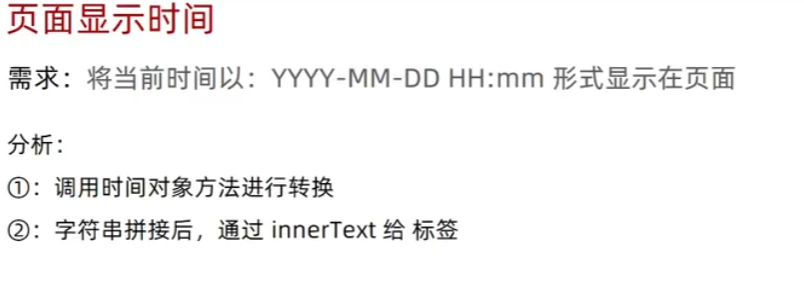 页面显示时间
需求：将当前时间以：YYYY-MM-DD HH:mm 形式显示在页面
分析：
①：调用时间对象方法进行转换
②：字符串拼接后，通过 innerText 给 标签